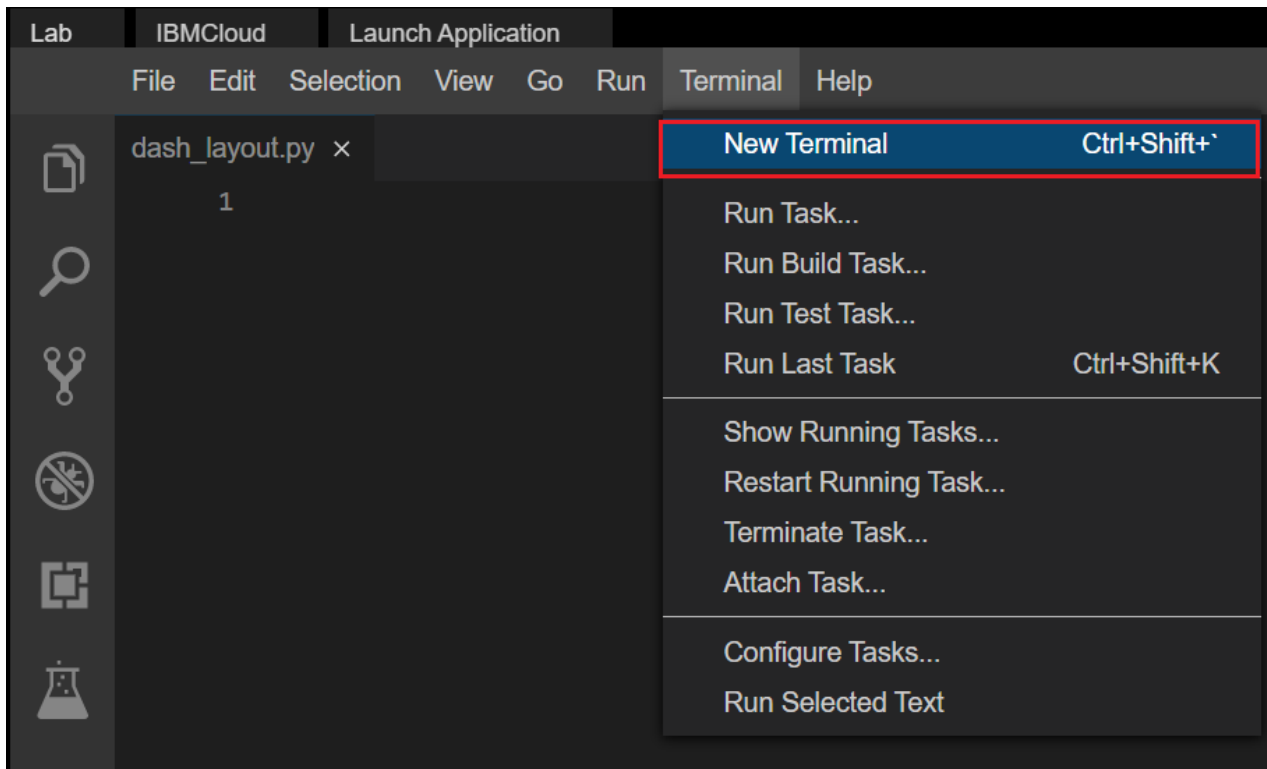 Lab IBMCloud Launch Application
File Edit Selection View Go Run Terminal Help
dash_layout.py ×
1
New Terminal Ctrl+Shift+`
Run Task...
Run Build Task...
Run Test Task...
Run Last Task Ctrl+Shift+K
Show Running Tasks...
Restart Running Task...
Terminate Task...
Attach Task...
Configure Tasks...
Run Selected Text